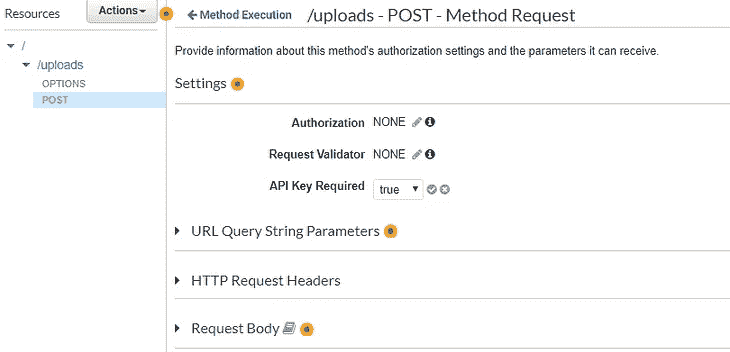 Resources
Actions
Method Execution /uploads - POST - Method Request
Provide information about this method's authorization settings and the parameters it can receive.
/
/uploads
OPTIONS
POST
Settings
Authorization NONE
Request Validator NONE
API Key Required true
URL Query String Parameters
HTTP Request Headers
Request Body